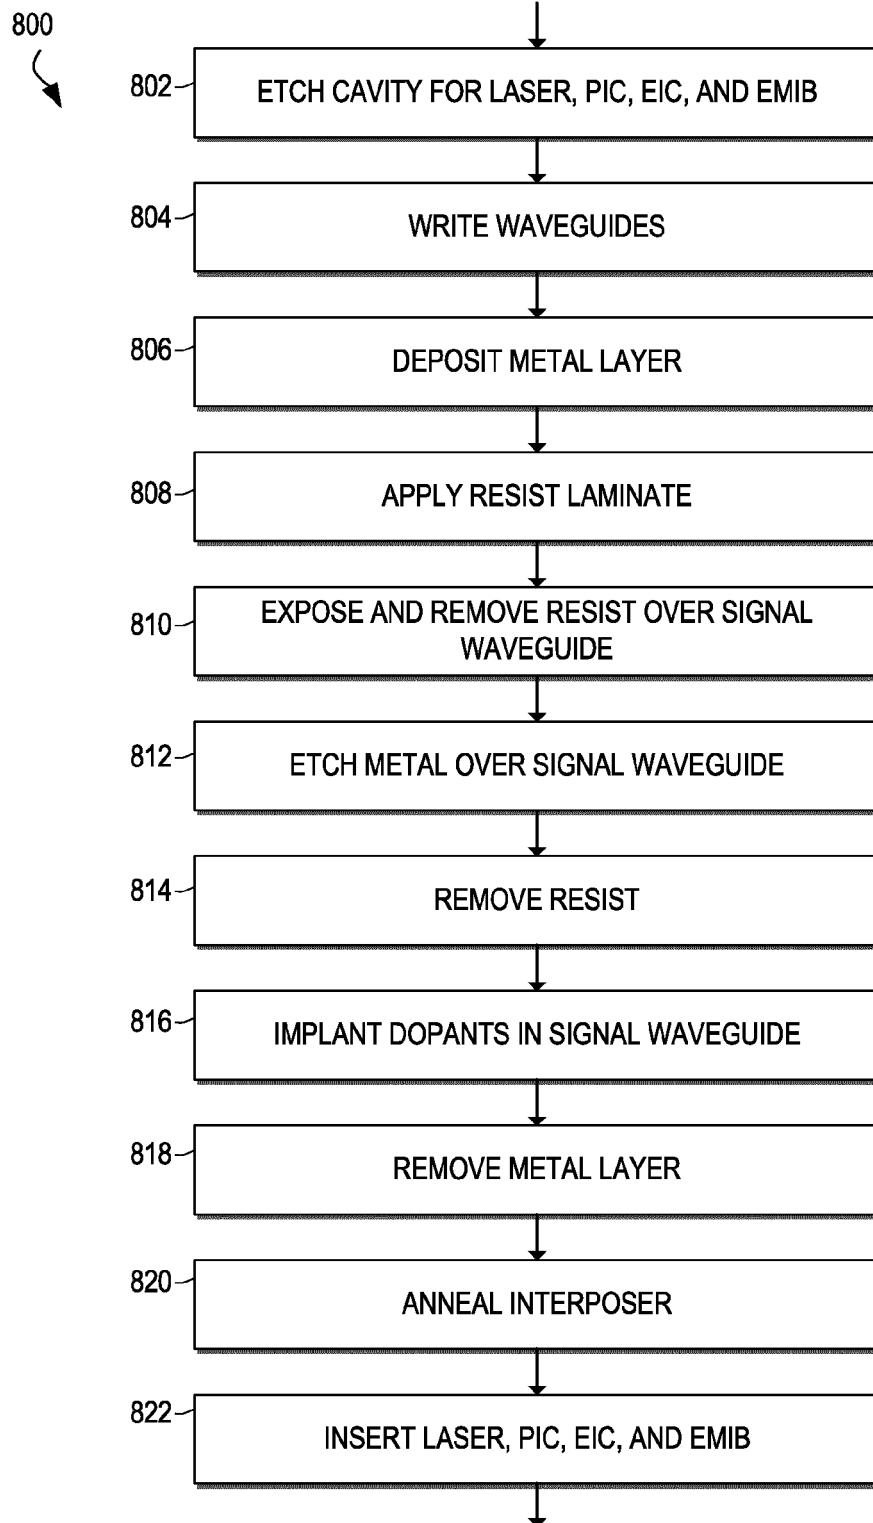 800
802
ETCH CAVITY FOR LASER, PIC, EIC, AND EMIB
804
WRITE WAVEGUIDES
806
DEPOSIT METAL LAYER
808
APPLY RESIST LAMINATE
810
EXPOSE AND REMOVE RESIST OVER SIGNAL
WAVEGUIDE
812
ETCH METAL OVER SIGNAL WAVEGUIDE
814
REMOVE RESIST
816
IMPLANT DOPANTS IN SIGNAL WAVEGUIDE
818
REMOVE METAL LAYER
820
ANNEAL INTERPOSER
822
INSERT LASER, PIC, EIC, AND EMIB